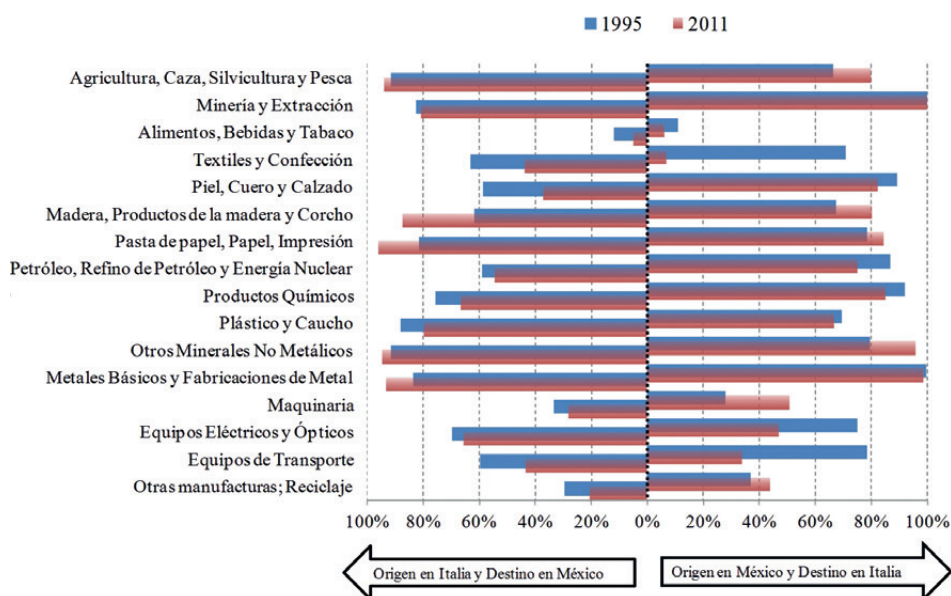 1995 2011
Agricultura, Caza, Silvicultura y Pesca
Minería y Extracción
Alimentos, Bebidas y Tabaco
Textiles y Confección
Piel, Cuero y Calzado
Madera, Productos de la madera y Corcho
Pasta de papel, Papel, Impresión
Petróleo, Refino de Petróleo y Energía Nuclear
Productos Químicos
Plástico y Caucho
Otros Minerales No Metálicos
Metales Básicos y Fabricaciones de Metal
Maquinaria
Equipos Eléctricos y Ópticos
Equipos de Transporte
Otras manufacturas; Reciclaje
100% 80% 60% 40% 20% 0% 20% 40% 60% 80% 100%
Origen en Italia y Destino en México Origen en México y Destino en Italia